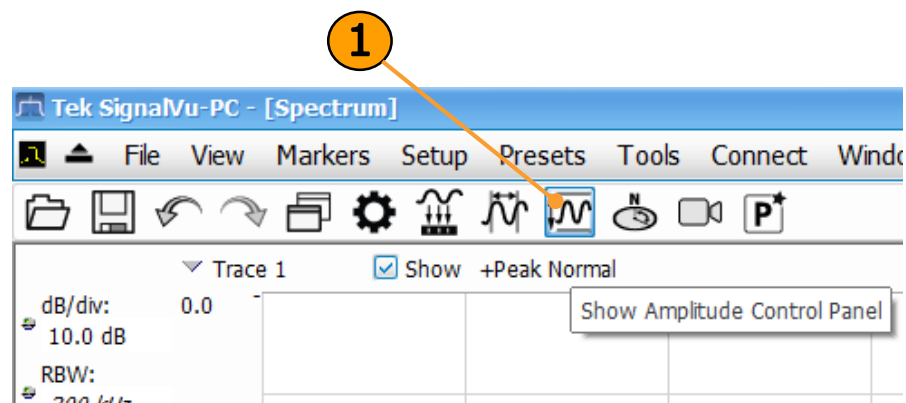 1
Tek SignalVu-PC - [Spectrum]
File View Markers Setup Presets Tools Connect
N P
Trace 1 Show +Peak Normal
dB/div: 0.0
Show Amplitude Control Panel
10.0 dB
RBW: